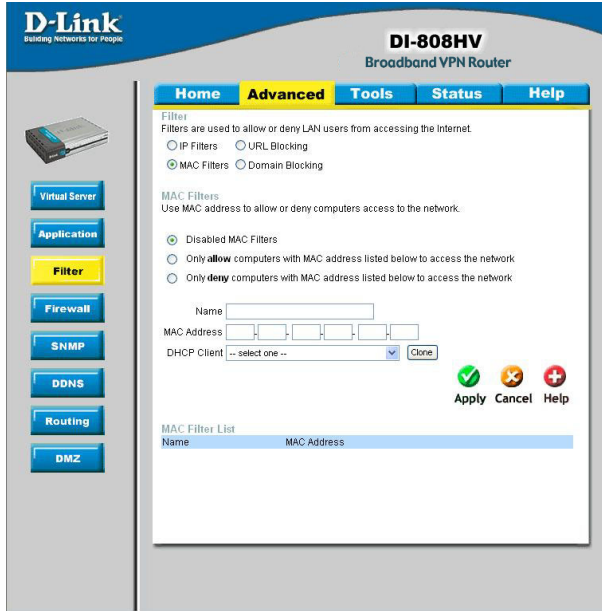 D-Link
Building Networks for People
DI-808HV
Broadband VPN Router
Home Advanced Tools Status Help
Virtual Server
Application
Filter
Firewall
SNMP
DDNS
Routing
DMZ
Filter
Filters are used to allow or deny LAN users from accessing the Internet.
IP Filters URL Blocking
MAC Filters Domain Blocking
MAC Filters
Use MAC address to allow or deny computers access to the network.
Disabled MAC Filters
Only allow computers with MAC address listed below to access the network
Only deny computers with MAC address listed below to access the network
Name
MAC Address - - - - -
DHCP Client -- select one -- Clone
Apply Cancel Help
MAC Filter List
Name MAC Address